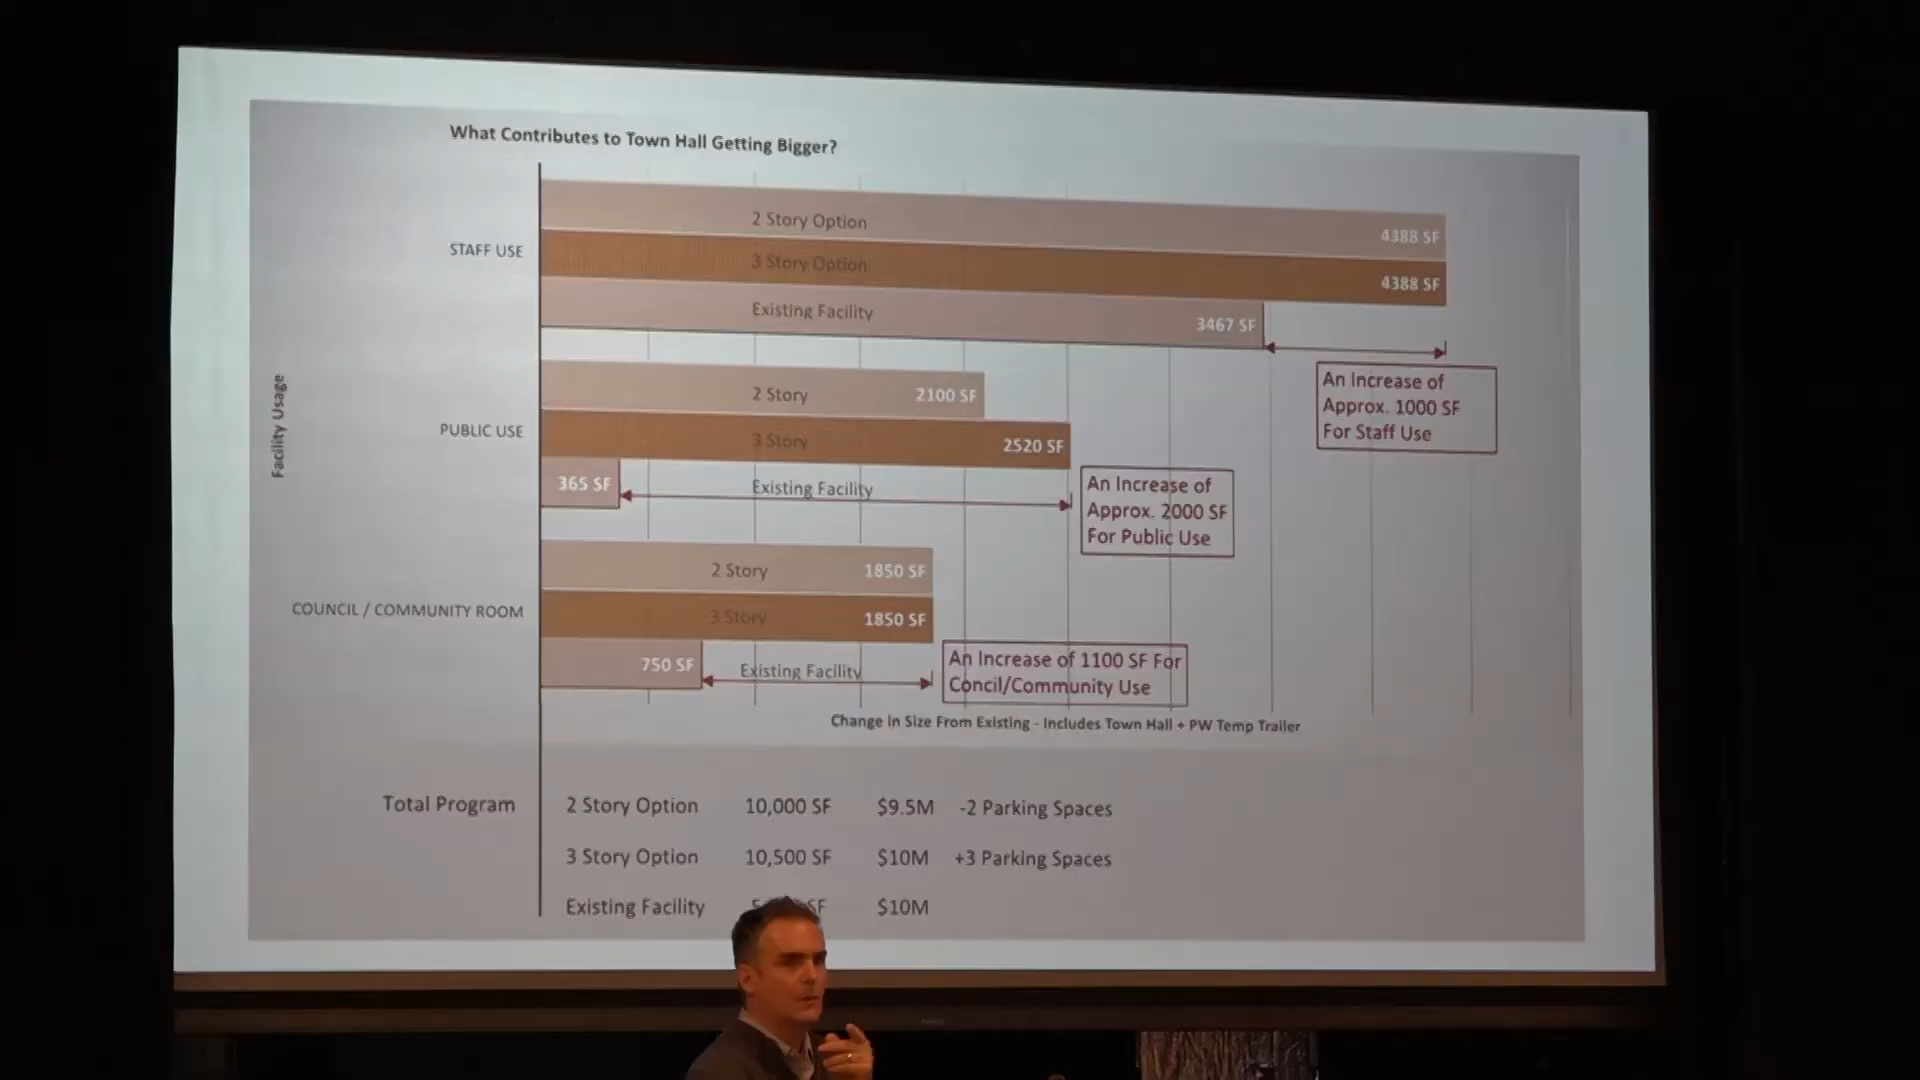 What Contributes to Town Hall Getting Bigger?
Facility Usage
STAFF USE
2 Story Option
4388 SF
3 Story Option
4388 SF
Existing Facility
3467 SF
An Increase of
Approx. 1000 SF
For Staff Use
PUBLIC USE
2 Story
2100 SF
3 Story
2520 SF
365 SF
Existing Facility
An Increase of
Approx. 2000 SF
For Public Use
COUNCIL / COMMUNITY ROOM
2 Story
1850 SF
3 Story
1850 SF
750 SF
Existing Facility
An Increase of 1100 SF For
Concil/Community Use
Change in Size From Existing - Includes Town Hall + PW Temp Trailer
Total Program
2 Story Option 10,000 SF $9.5M -2 Parking Spaces
3 Story Option 10,500 SF $10M +3 Parking Spaces
Existing Facility SF $10M